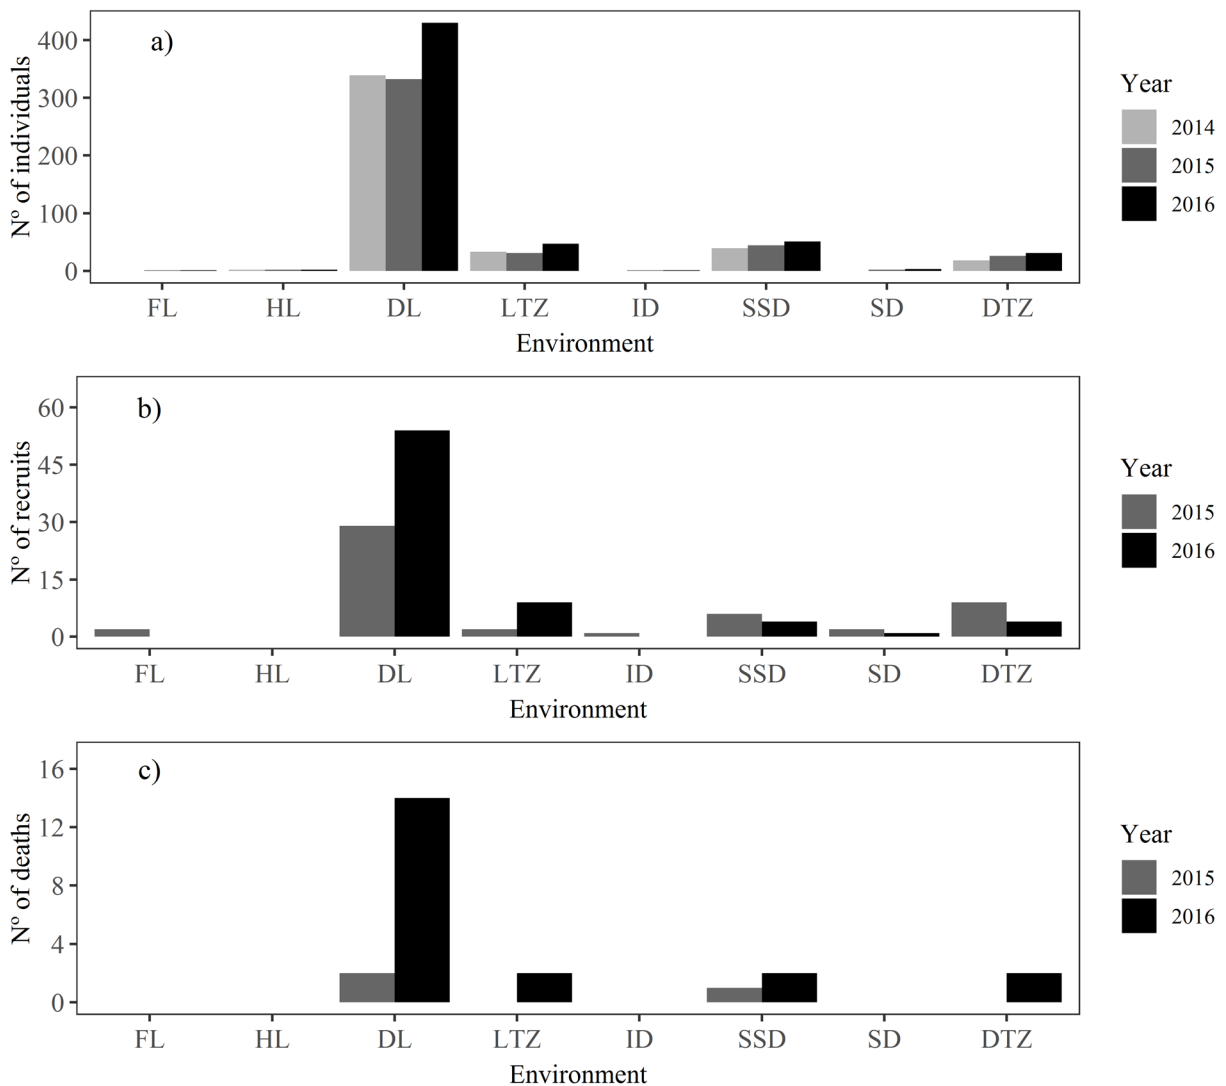 a)
Nº of individuals
400
300
200
100
0
FL HL DL LTZ ID SSD SD DTZ
Environment
Year
2014
2015
2016
b)
Nº of recruits
60
45
30
15
0
FL HL DL LTZ ID SSD SD DTZ
Environment
Year
2015
2016
c)
Nº of deaths
16
12
8
4
0
FL HL DL LTZ ID SSD SD DTZ
Environment
Year
2015
2016